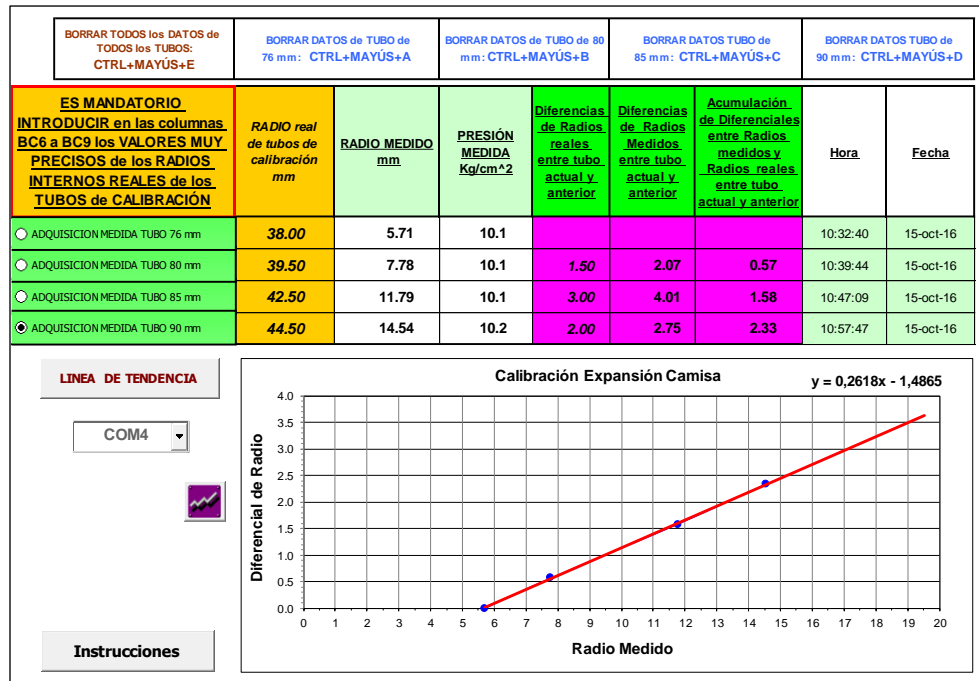 BORRAR TODOS los DATOS de
TODOS los TUBOS:
CTRL+MAYÚS+E
BORRAR DATOS de TUBO de
76 mm: CTRL+MAYÚS+A
BORRAR DATOS de TUBO de 80
mm: CTRL+MAYÚS+B
BORRAR DATOS TUBO de
85 mm: CTRL+MAYÚS+C
BORRAR DATOS TUBO de
90 mm: CTRL+MAYÚS+D
ES MANDATORIO
INTRODUCIR en las columnas
BC6 a BC9 los VALORES MUY
PRECISOS de los RADIOS
INTERNOS REALES de los
TUBOS de CALIBRACIÓN
RADIO real
de tubos de
calibración
mm
RADIO MEDIDO
mm
PRESIÓN
MEDIDA
Kg/cm^2
Diferencias
de Radios
reales
entre tubo
actual y
anterior
Diferencias
de Radios
Medidos
entre tubo
actual y
anterior
Acumulación
de Diferenciales
entre Radios
medidos y
Radios reales
entre tubo
actual y anterior
Hora
Fecha
ADQUISICION MEDIDA TUBO 76 mm 38.00 5.71 10.1 10:32:40 15-oct-16
ADQUISICION MEDIDA TUBO 80 mm 39.50 7.78 10.1 1.50 2.07 0.57 10:39:44 15-oct-16
ADQUISICION MEDIDA TUBO 85 mm 42.50 11.79 10.1 3.00 4.01 1.58 10:47:09 15-oct-16
ADQUISICION MEDIDA TUBO 90 mm 44.50 14.54 10.2 2.00 2.75 2.33 10:57:47 15-oct-16
LINEA DE TENDENCIA
COM4
Instrucciones
Calibración Expansión Camisa
y = 0,2618x - 1,4865
Diferencial de Radio
4.0
3.5
3.0
2.5
2.0
1.5
1.0
0.5
0.0
0 1 2 3 4 5 6 7 8 9 10 11 12 13 14 15 16 17 18 19 20
Radio Medido